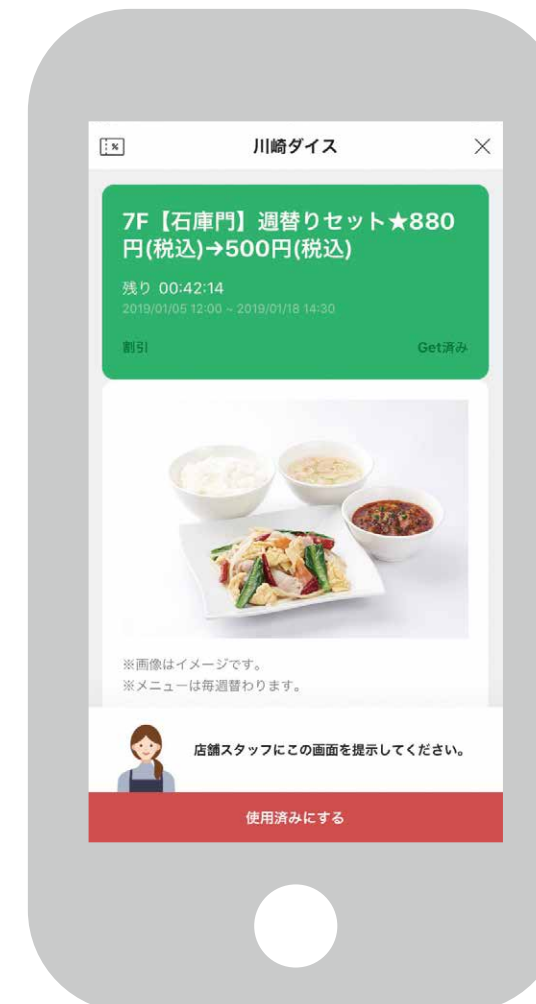 川崎ダイス
7F【石庫門】週替りセット★880
円(税込)→500円(税込)
残り 00:42:14
2019/01/05 12:00 ~ 2019/01/18 14:30
割引
Get済み
※画像はイメージです。
※メニューは毎週替わります。
店舗スタッフにこの画面を提示してください。
使用済みにする